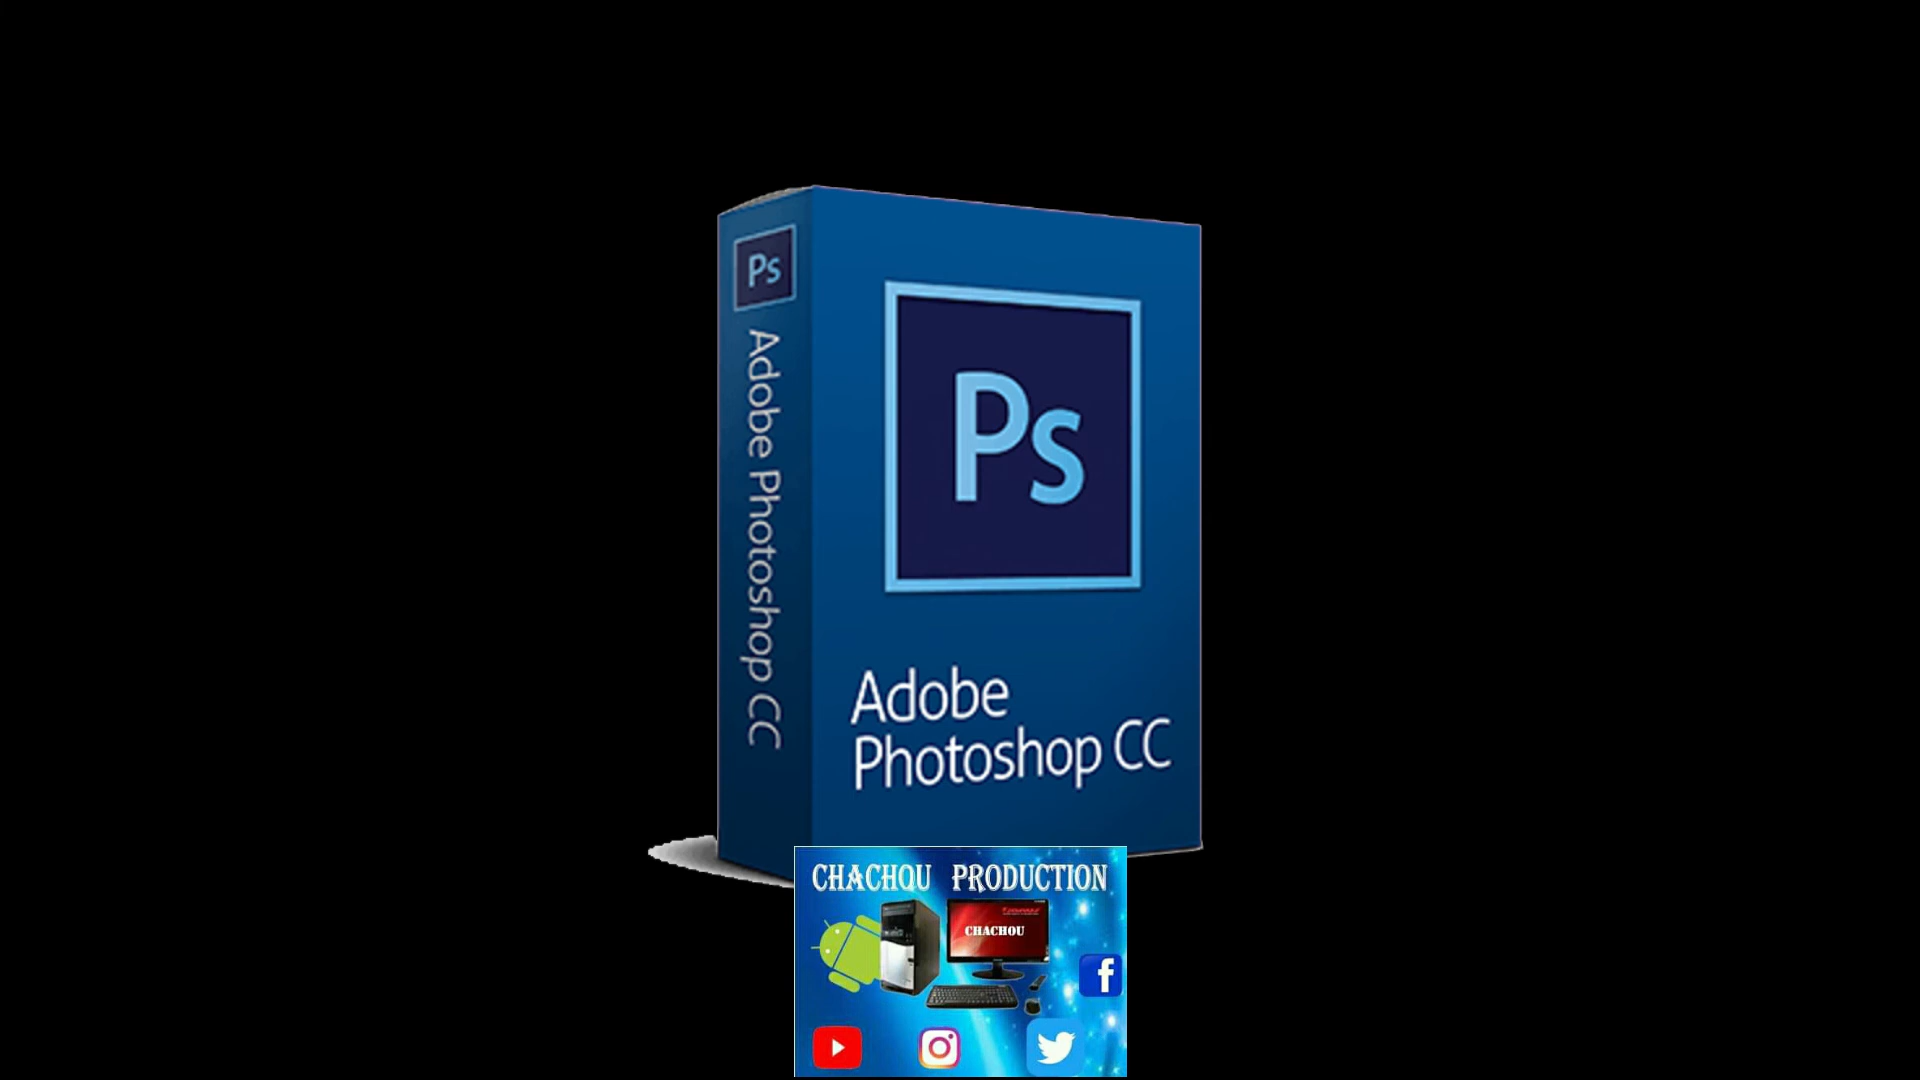 Ps
Adobe Photoshop CC
Ps
Adobe
Photoshop CC
CHACHOU PRODUCTION
CHACHOU
f